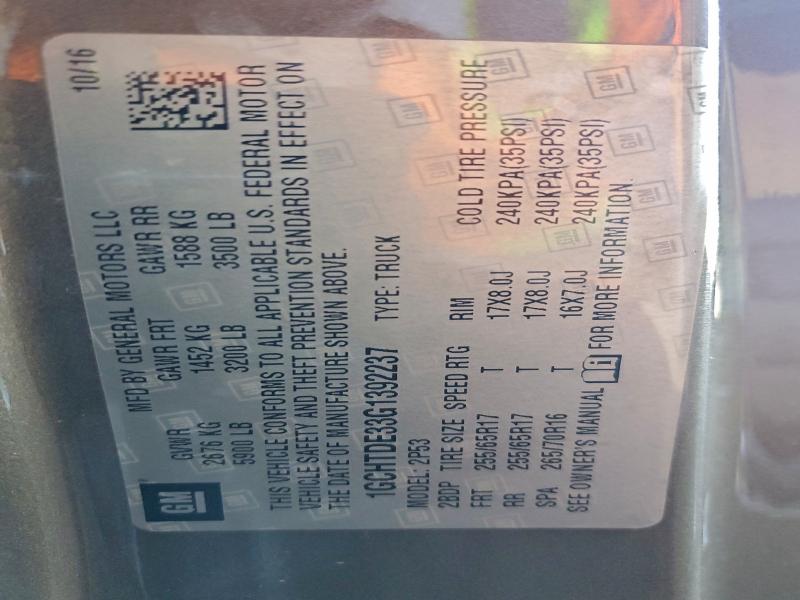 MFD BY GENERAL MOTORS LLC 10/16
GM
GVWR GAWR FRT GAWR RR
2676 KG 1452 KG 1588 KG
5900 LB 3200 LB 3500 LB
THIS VEHICLE CONFORMS TO ALL APPLICABLE U.S. FEDERAL MOTOR
VEHICLE SAFETY AND THEFT PREVENTION STANDARDS IN EFFECT ON
THE DATE OF MANUFACTURE SHOWN ABOVE.
1GCHTDE33G1392237 TYPE: TRUCK
MODEL: 2P53
2BDP TIRE SIZE SPEED RTG RIM COLD TIRE PRESSURE
FRT 255/65R17 T 17X8.0J 240KPA(35PSI)
RR 255/65R17 T 17X8.0J 240KPA(35PSI)
SPA 265/70R16 T 16X7.0J 240KPA(35PSI)
SEE OWNER'S MANUAL FOR MORE INFORMATION.